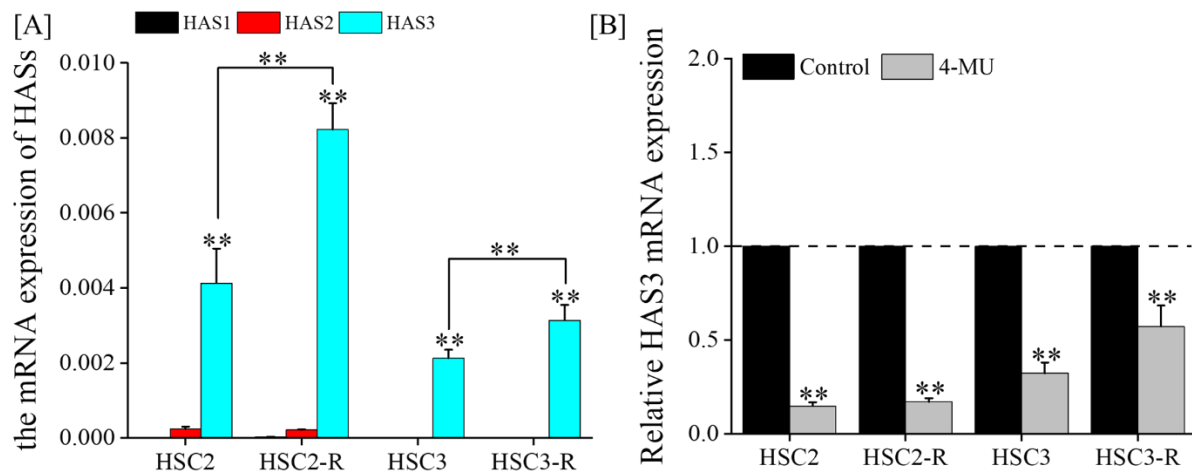 [A]
HAS1 HAS2 HAS3
the mRNA expression of HASs
0.010
0.008
0.006
0.004
0.002
0.000
**
**
**
**
**
**
HSC2 HSC2-R HSC3 HSC3-R
[B]
Control 4-MU
Relative HAS3 mRNA expression
2.0
1.5
1.0
0.5
0.0
**
**
**
**
HSC2 HSC2-R HSC3 HSC3-R